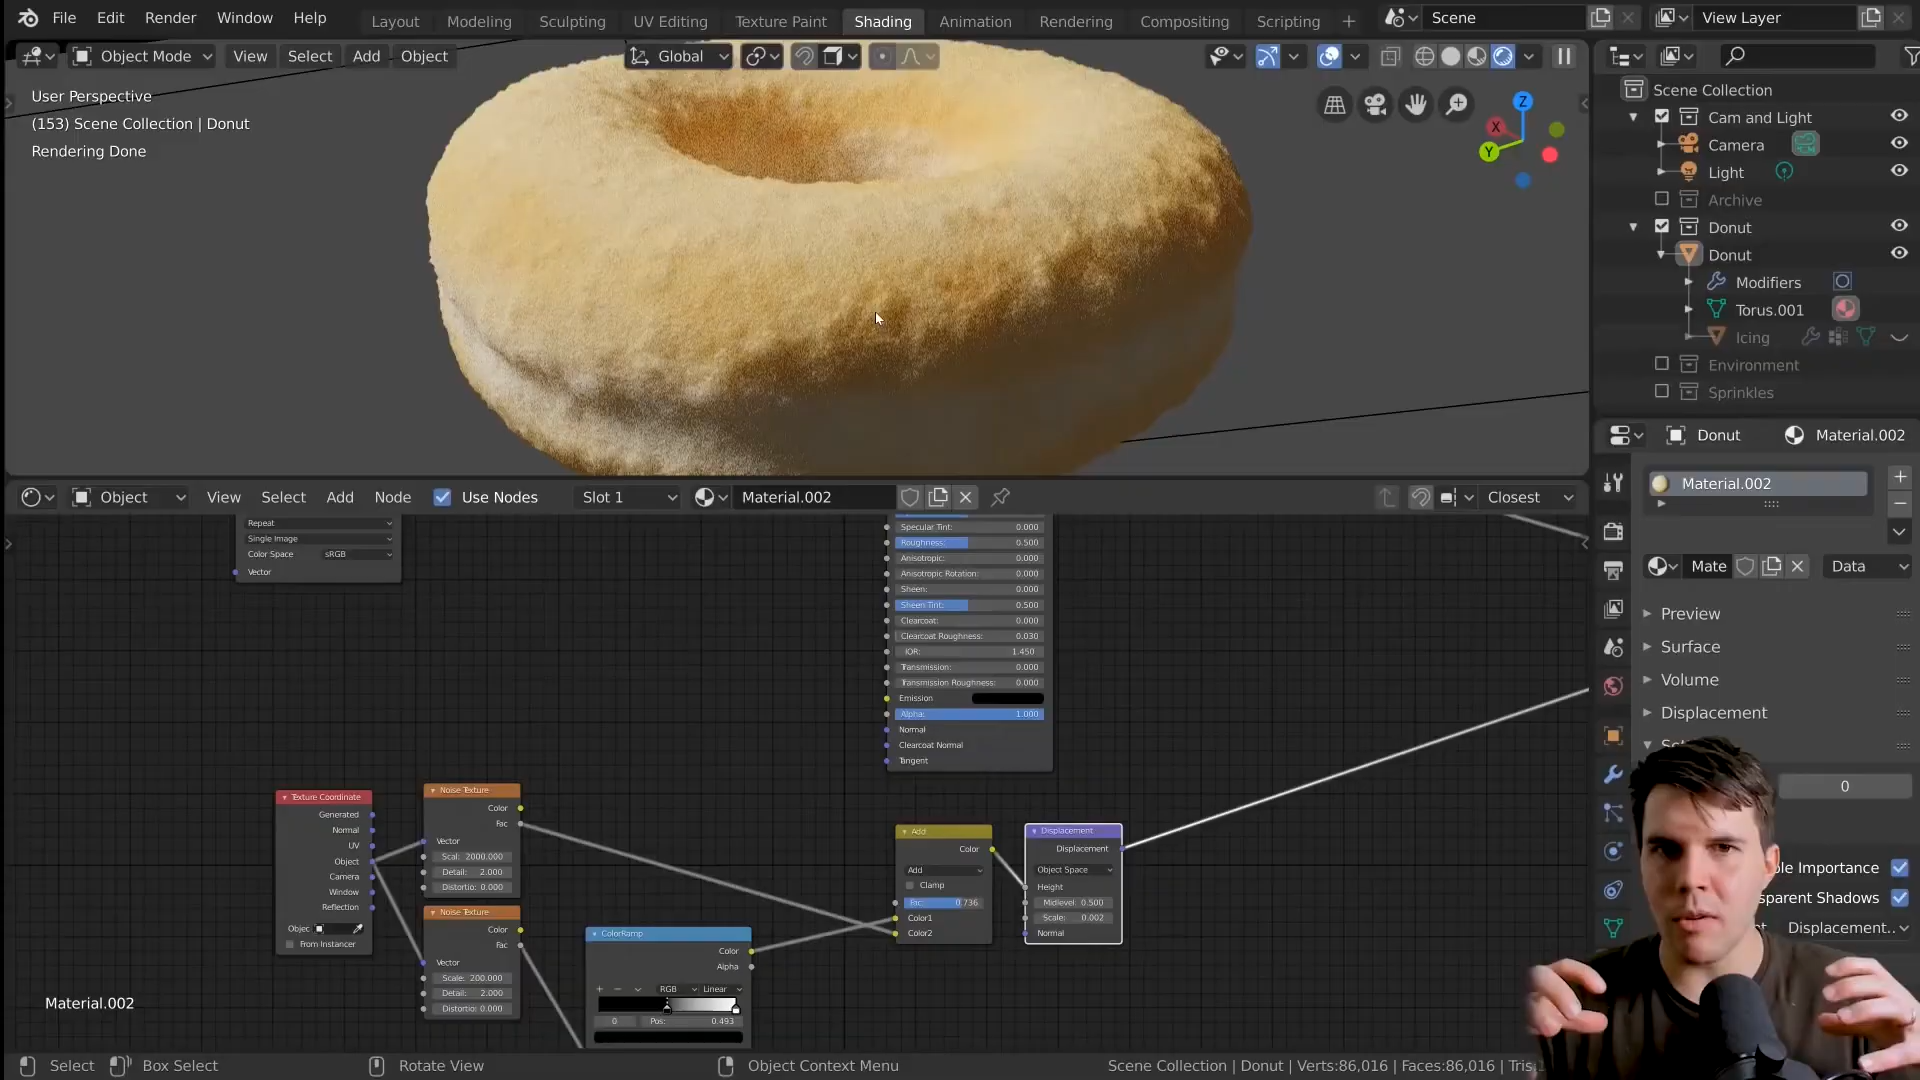 File Edit Render Window Help Layout Modeling Sculpting UV Editing Texture Paint Shading Animation Rendering Compositing Scripting + Scene View Layer
Object Mode View Select Add Object Global
User Perspective
(153) Scene Collection | Donut
Rendering Done
Z
X
Y
Scene Collection
Cam and Light
Camera
Light
Archive
Donut
Donut
Modifiers
Torus.001
Icing
Environment
Sprinkles
Donut Material.002
Material.002
Mate Data
Preview
Surface
Volume
Displacement
0
ple Importance
sparent Shadows
Displacement..
Object View Select Add Node Use Nodes Slot 1 Material.002 Closest
Repeat
Single Image
Color Space sRGB
Vector
Specular Tint: 0.000
Roughness: 0.500
Anisotropic: 0.000
Anisotropic Rotation: 0.000
Sheen: 0.000
Sheen Tint: 0.500
Clearcoat: 0.000
Clearcoat Roughness: 0.030
IOR: 1.450
Transmission: 0.000
Transmission Roughness: 0.000
Emission
Alpha: 1.000
Normal
Clearcoat Normal
Tangent
Texture Coordinate
Generated
Normal
UV
Object
Camera
Window
Reflection
Objec
From Instancer
Noise Texture
Color
Fac
Vector
Scal: 2000.000
Detail: 2.000
Distortio: 0.000
Noise Texture
Color
Fac
Vector
Scale: 200.000
Detail: 2.000
Distortio: 0.000
ColorRamp
Color
Alpha
+ − RGB Linear
0 Pos: 0.493
Add
Color
Add
Clamp
Fac: 0.736
Color1
Color2
Displacement
Displacement
Object Space
Height
Midlevel: 0.500
Scale: 0.002
Normal
Material.002
Select Box Select Rotate View Object Context Menu Scene Collection | Donut | Verts:86,016 | Faces:86,016 | Tris: